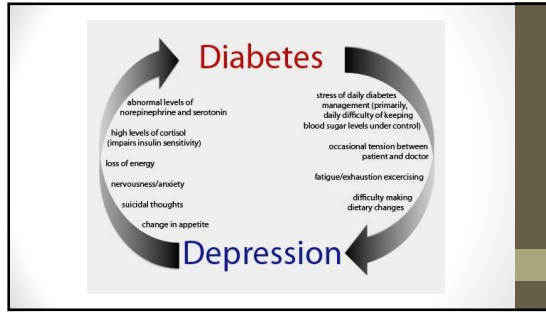 Diabetes
abnormal levels of
norepinephrine and serotonin
high levels of cortisol
(impairs insulin sensitivity)
loss of energy
nervousness/anxiety
suicidal thoughts
change in appetite
stress of daily diabetes
management (primarily,
daily difficulty of keeping
blood sugar levels under control)
occasional tension between
patient and doctor
fatigue/exhaustion excercising
difficulty making
dietary changes
Depression